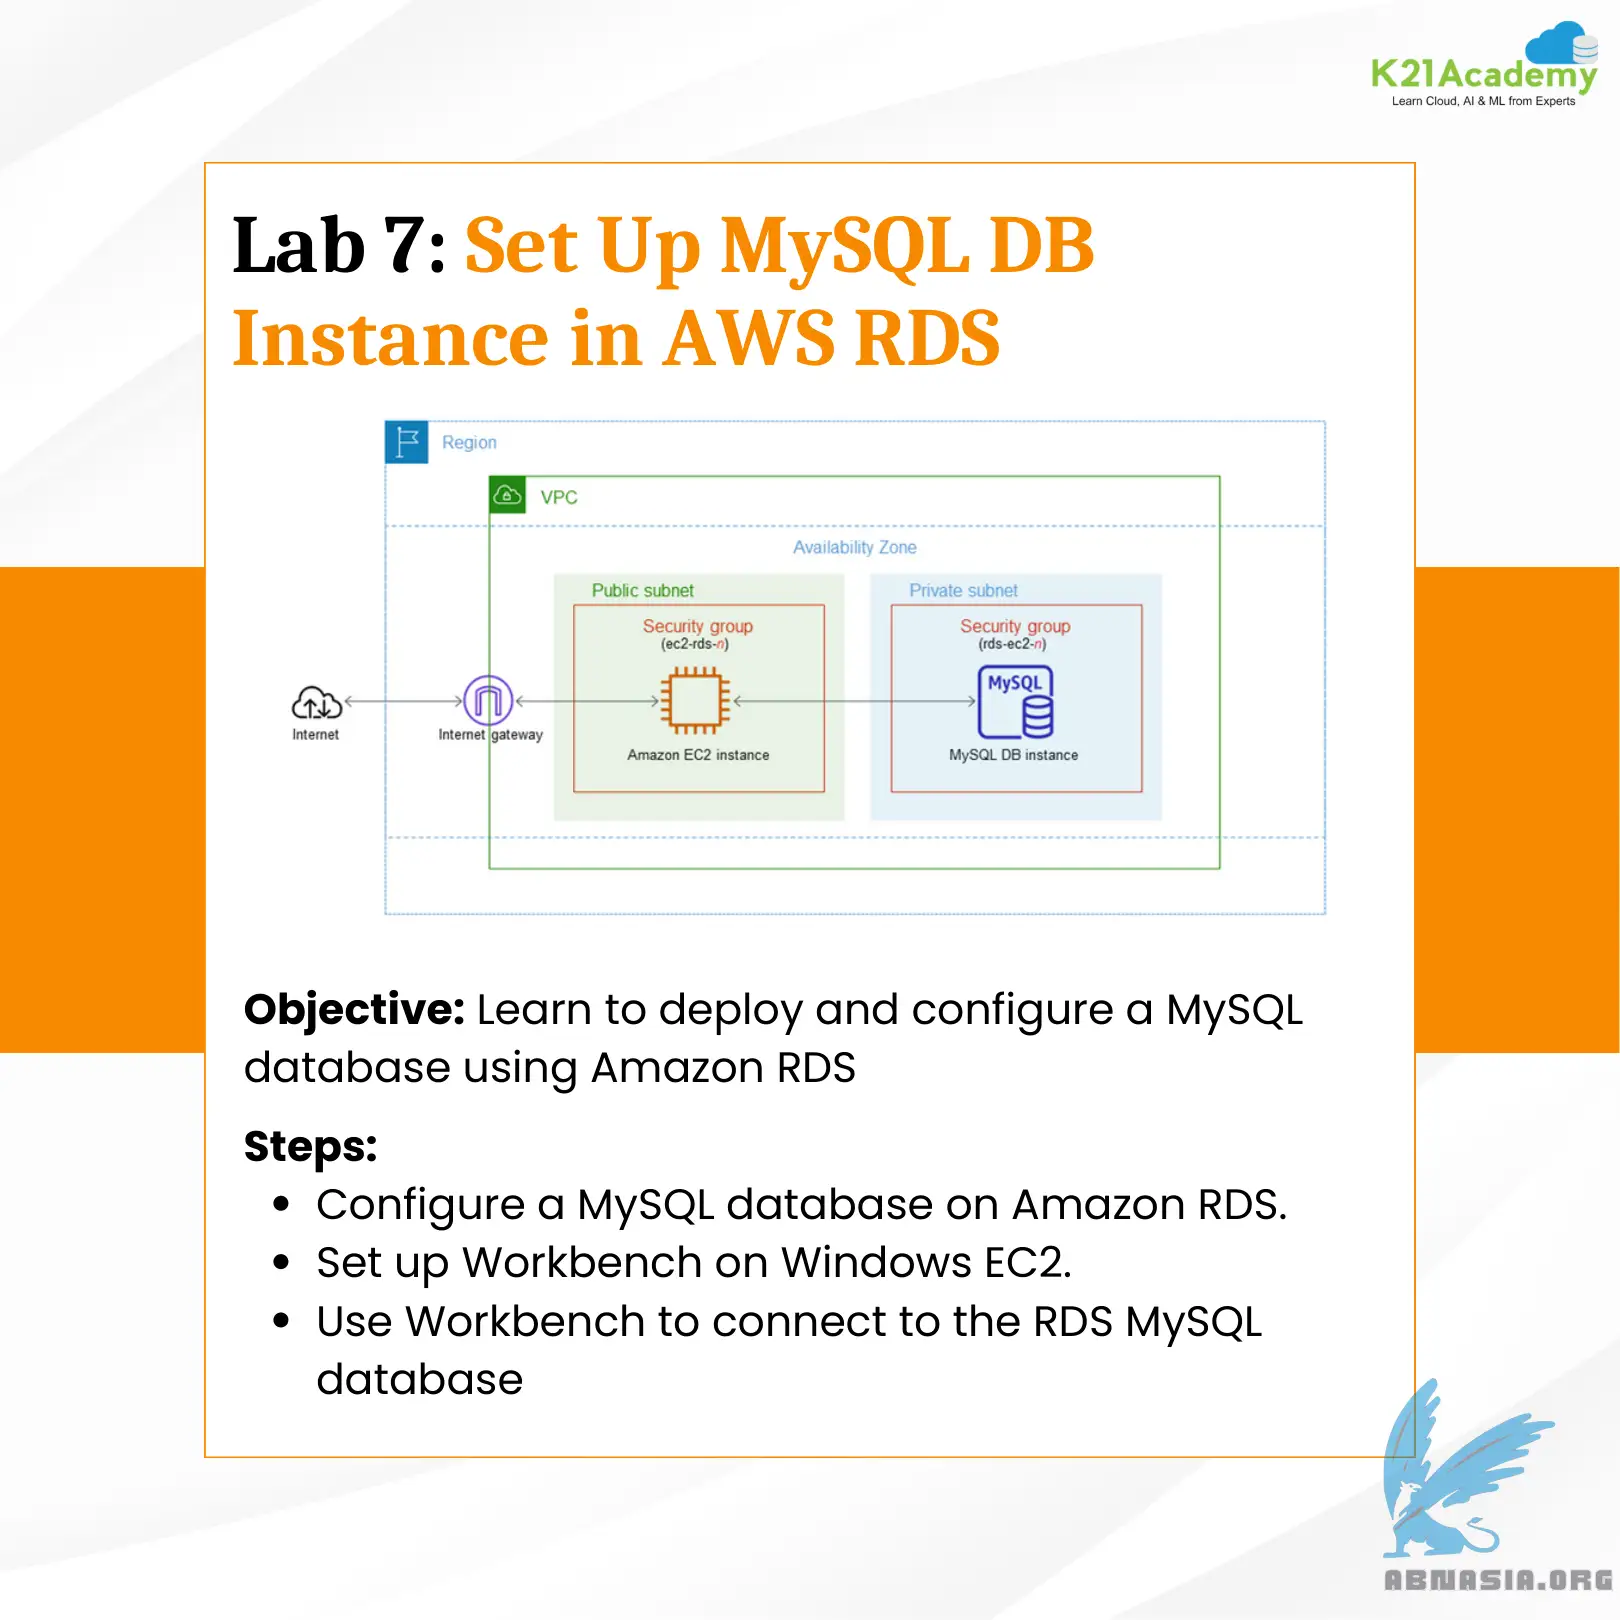 K21Academy
Learn Cloud, AI & ML from Experts
Lab 7: Set Up MySQL DB
Instance in AWS RDS
Region
VPC
Availability Zone
Public subnet
Private subnet
Security group
(ec2-rds-n)
Security group
(rds-ec2-n)
MySQL
Internet
Internet gateway
Amazon EC2 instance
MySQL DB instance
Objective: Learn to deploy and configure a MySQL
database using Amazon RDS
Steps:
• Configure a MySQL database on Amazon RDS.
• Set up Workbench on Windows EC2.
• Use Workbench to connect to the RDS MySQL
database
ABNASIA.ORG